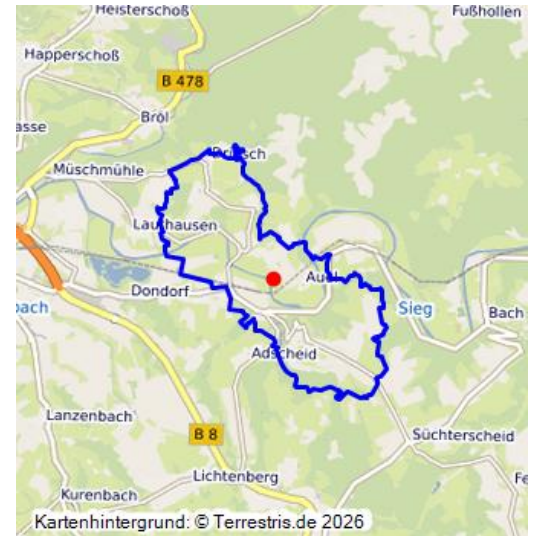 Heisterschoß
Fußhollen
Happerschoß
B 478
Bröl
asse
Müschmühle
Lauthausen
Dondorf
Sieg
bach
Bach
Adscheid
Lanzenbach
B 8
Süchterscheid
Lichtenberg
Fe
Kurenbach
Kartenhintergrund: © Terrestris.de 2026